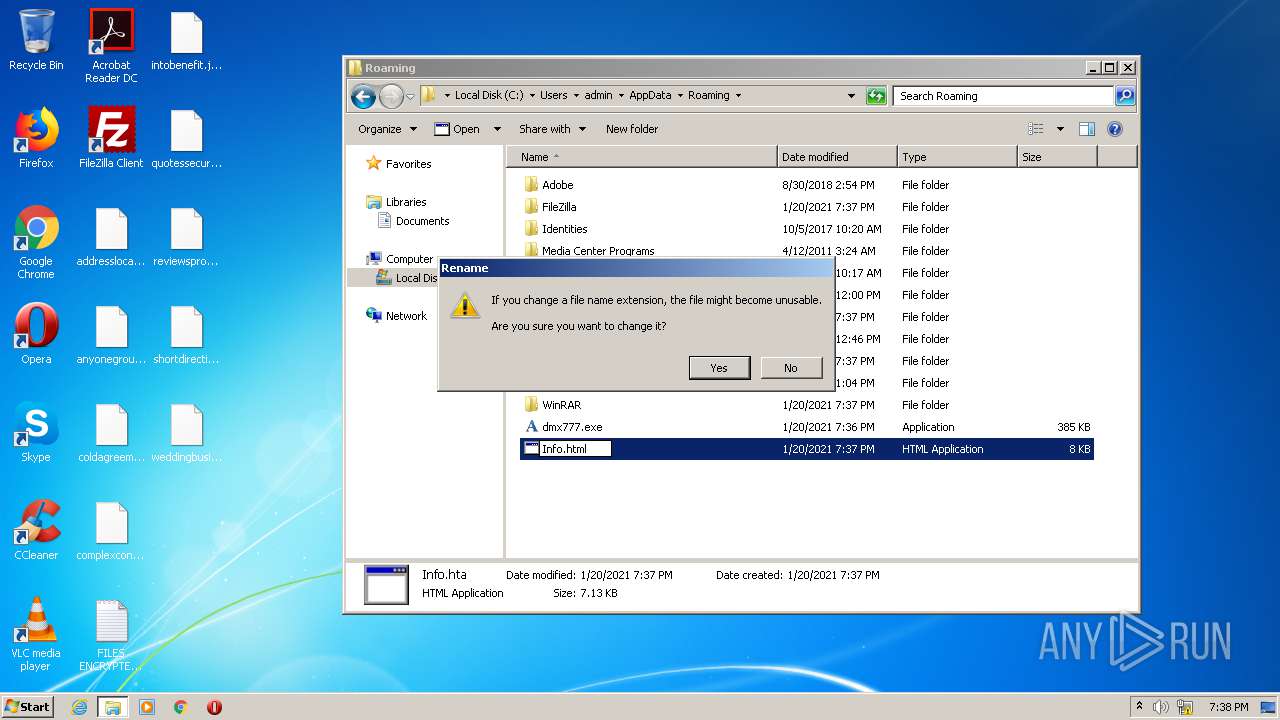 Recycle Bin
Acrobat
Reader DC
intobenefit.j...
Firefox
FileZilla Client
quotessecur...
Google
Chrome
addressloca...
reviewspro...
Opera
anyonegrou...
shortdirecti...
Skype
coldagreem...
weddingbusi...
CCleaner
complexcon...
VLC media
player
FILES
ENCRYPTE...
Roaming
Local Disk (C:) Users admin AppData Roaming
Search Roaming
Organize Open Share with New folder
Favorites
Libraries
Documents
Computer
Local Dis
Network
Name Date modified Type Size
Adobe 8/30/2018 2:54 PM File folder
FileZilla 1/20/2021 7:37 PM File folder
Identities 10/5/2017 10:20 AM File folder
Media Center Programs 4/12/2011 3:24 AM File folder
10:17 AM File folder
12:00 PM File folder
7:37 PM File folder
12:46 PM File folder
7:37 PM File folder
1:04 PM File folder
WinRAR 1/20/2021 7:37 PM File folder
dmx777.exe 1/20/2021 7:36 PM Application 385 KB
Info.html 1/20/2021 7:37 PM HTML Application 8 KB
Rename
If you change a file name extension, the file might become unusable.
Are you sure you want to change it?
Yes No
Info.hta Date modified: 1/20/2021 7:37 PM Date created: 1/20/2021 7:37 PM
HTML Application Size: 7.13 KB
ANY RUN
Start
7:38 PM